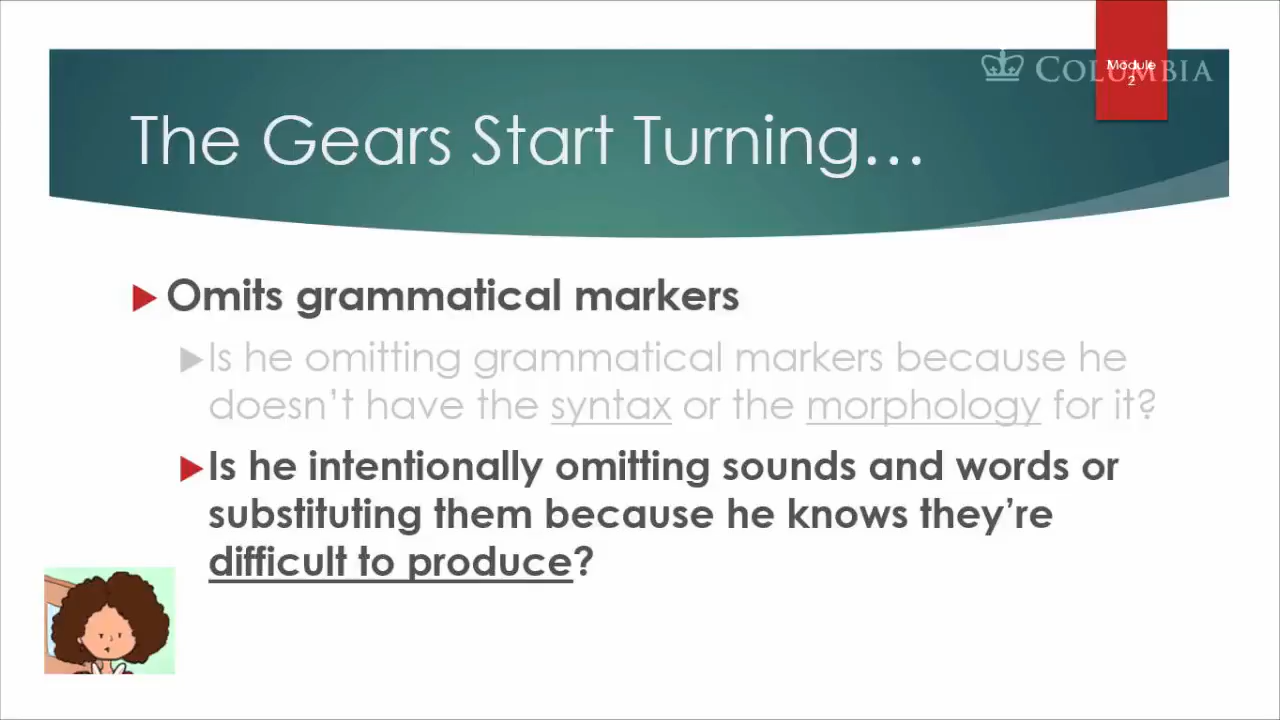 COLUMBIA
Module
2
The Gears Start Turning...
Omits grammatical markers
Is he omitting grammatical markers because he
doesn't have the syntax or the morphology for it?
Is he intentionally omitting sounds and words or
substituting them because he knows they're
difficult to produce?